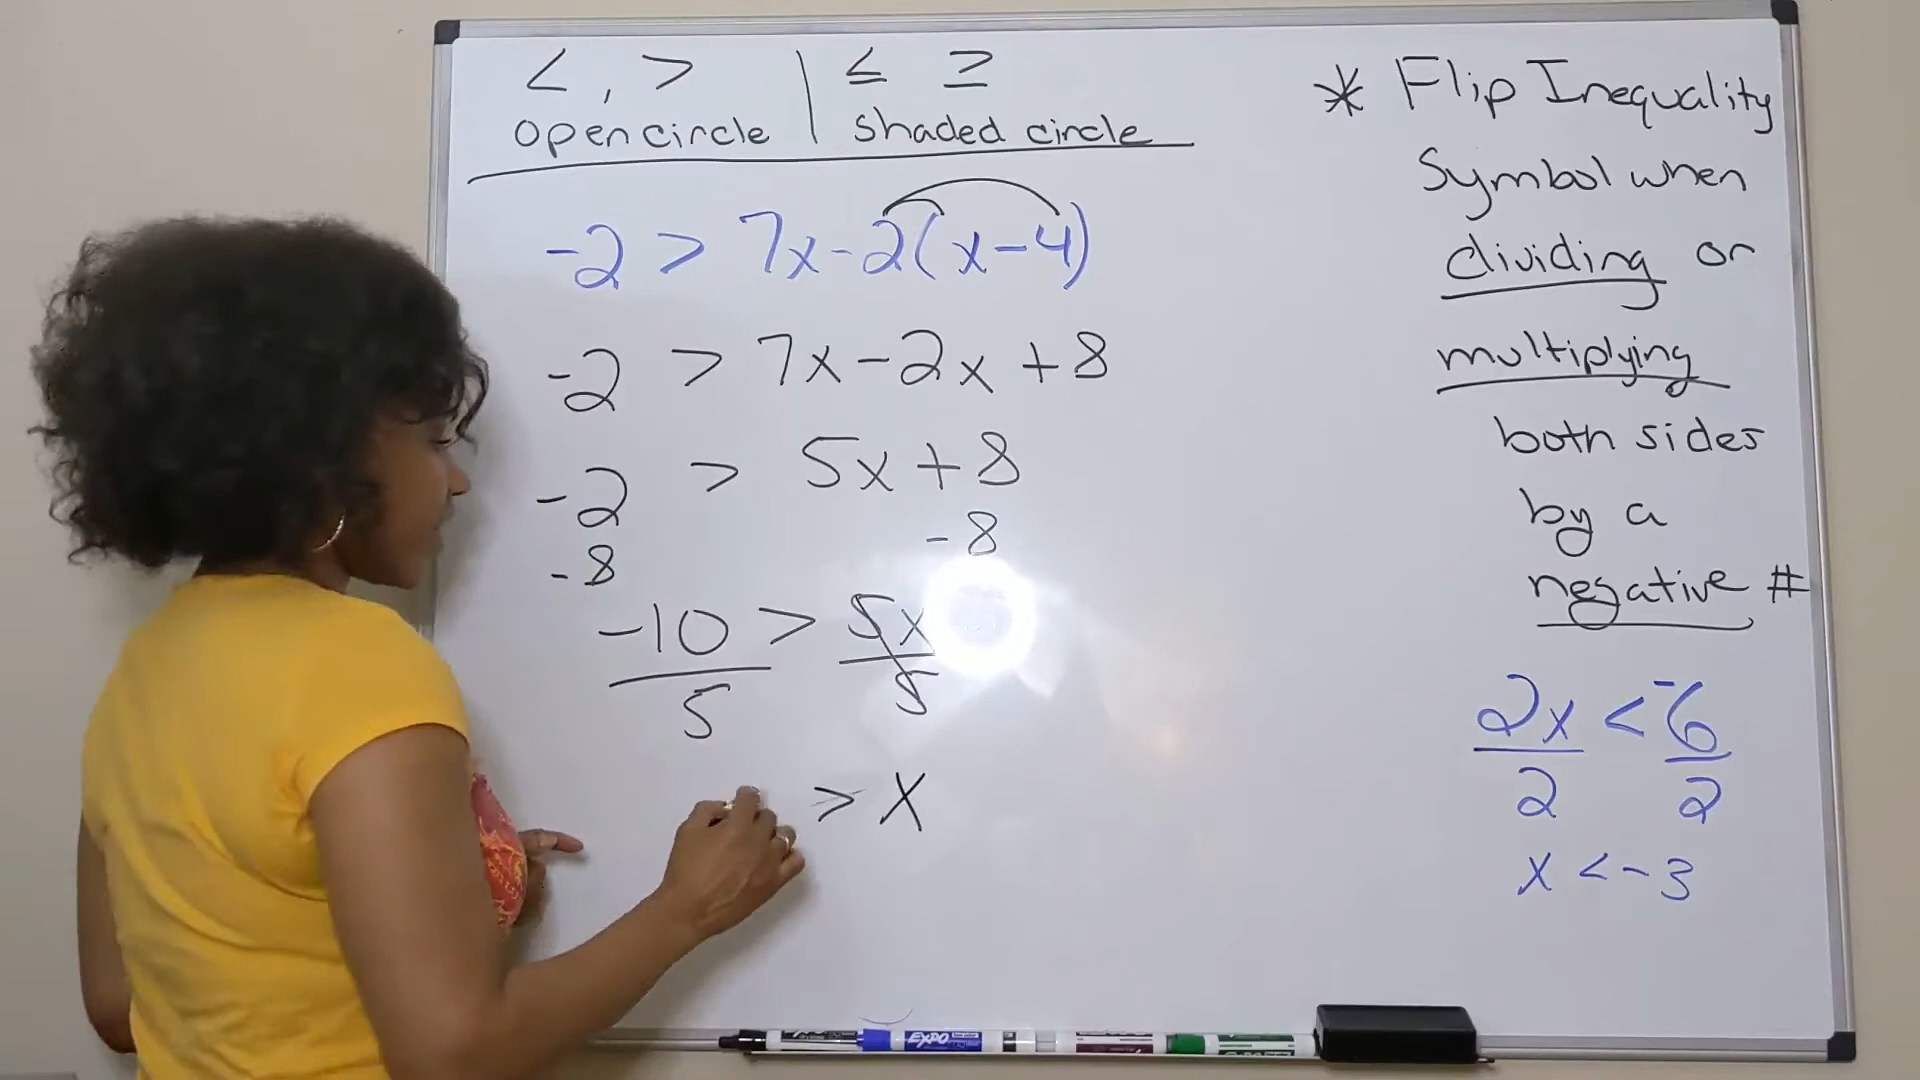 < , > | ≤ ≥
open circle | shaded circle
-2 > 7x-2(x-4)
-2 > 7x-2x+8
-2 > 5x+8
-8 -8
-10 > 5x
5 5
> x
* Flip Inequality
Symbol when
dividing or
multiplying
both sides
by a
negative #
2x < -6
2 2
x < -3
EXPO